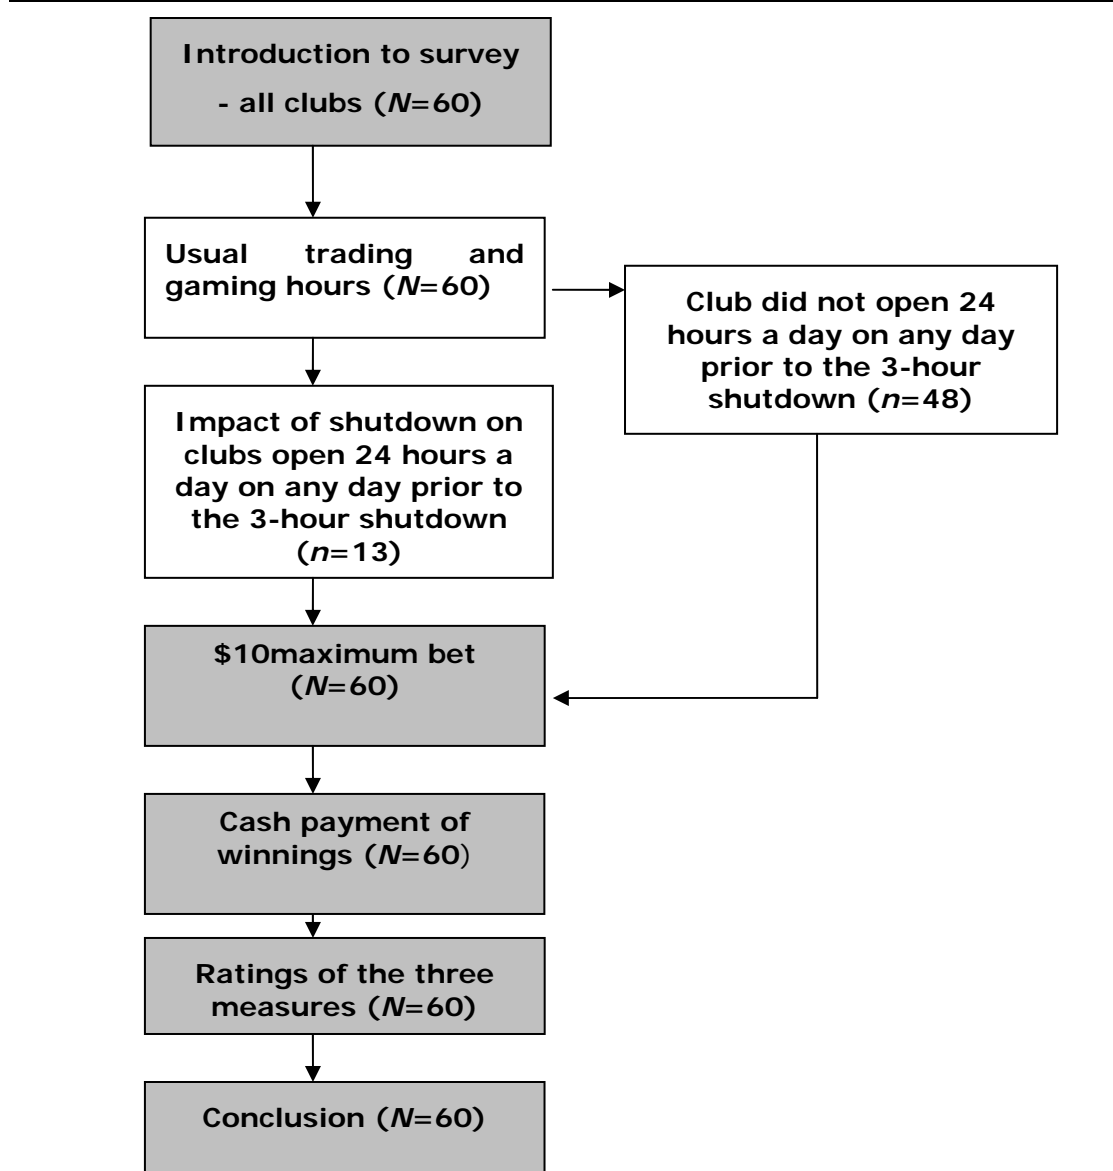 Introduction to survey
- all clubs (N=60)
Usual trading and
gaming hours (N=60)
Club did not open 24
hours a day on any day
prior to the 3-hour
shutdown (n=48)
Impact of shutdown on
clubs open 24 hours a
day on any day prior to
the 3-hour shutdown
(n=13)
$10maximum bet
(N=60)
Cash payment of
winnings (N=60)
Ratings of the three
measures (N=60)
Conclusion (N=60)